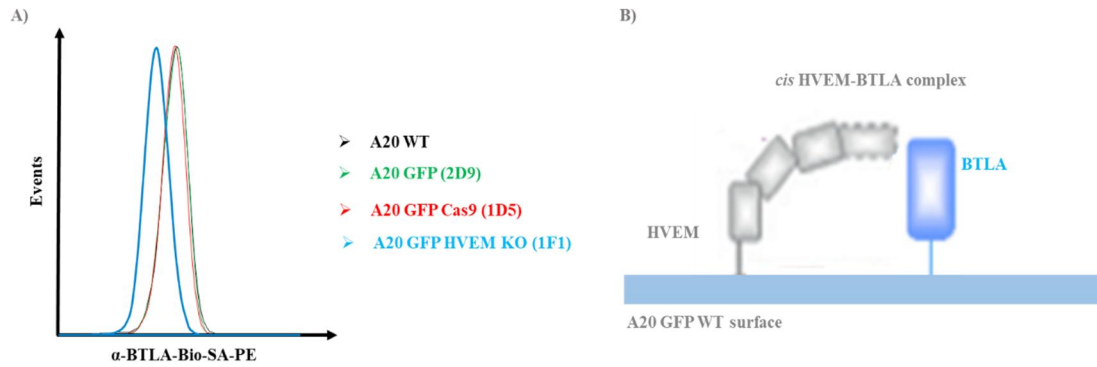 A)
Events
➢ A20 WT
➢ A20 GFP (2D9)
➢ A20 GFP Cas9 (1D5)
➢ A20 GFP HVEM KO (1F1)
α-BTLA-Bio-SA-PE
B)
cis HVEM-BTLA complex
BTLA
HVEM
A20 GFP WT surface